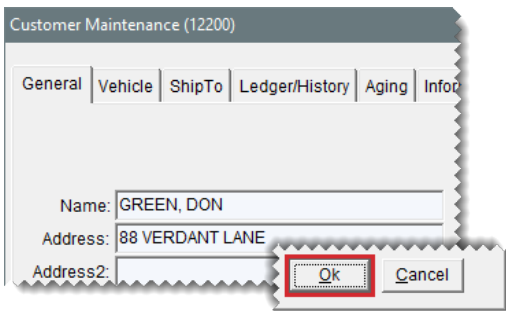 Customer Maintenance (12200)
General Vehicle ShipTo Ledger/History Aging
Name: GREEN, DON
Address: 88 VERDANT LANE
Address2:
Ok Cancel